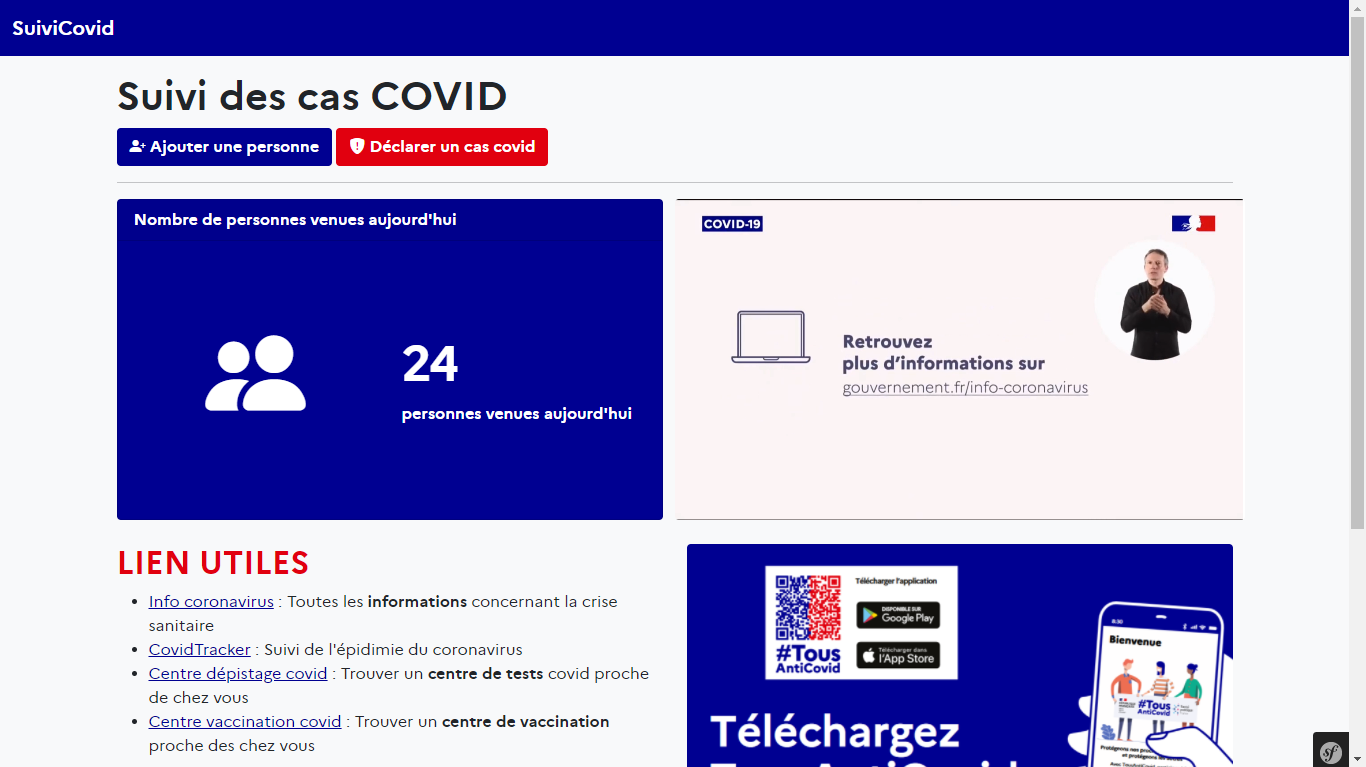 SuiviCovid
Suivi des cas COVID
Ajouter une personne
Déclarer un cas covid
Nombre de personnes venues aujourd'hui
24
personnes venues aujourd'hui
COVID-19
Retrouvez
plus d'informations sur
gouvernement.fr/info-coronavirus
LIEN UTILES
Info coronavirus : Toutes les informations concernant la crise
sanitaire
CovidTracker : Suivi de l'épidimie du coronavirus
Centre dépistage covid : Trouver un centre de tests covid proche
de chez vous
Centre vaccination covid : Trouver un centre de vaccination
proche des chez vous
Télécharger l'application
DISPONIBLE SUR
Google Play
#Tous
AntiCovid
Télécharger dans
l'App Store
8:30
Bienvenue
#Tous
AntiCovid
Téléchargez
TousAntiCovid
sf